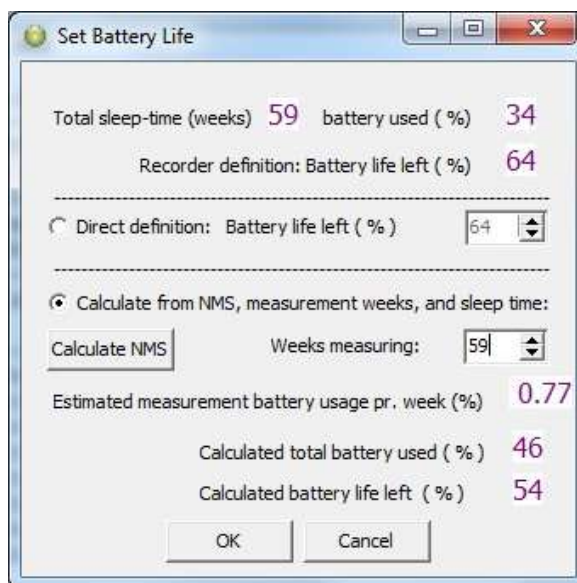 Set Battery Life
Total sleep-time (weeks) 59 battery used ( %) 34
Recorder definition: Battery life left ( %) 64
Direct definition: Battery life left ( % ) 64
Calculate from NMS, measurement weeks, and sleep time:
Calculate NMS Weeks measuring: 59
Estimated measurement battery usage pr. week (%) 0.77
Calculated total battery used ( % ) 46
Calculated battery life left ( % ) 54
OK Cancel